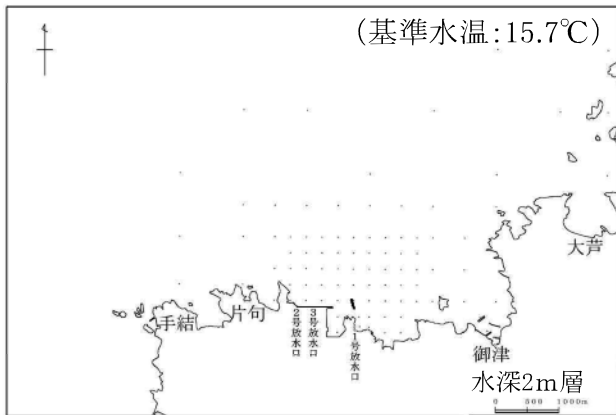 (基準水温:15.7℃)
大芦
手結
片句
2号放水口
3号放水口
1号放水口
御津
水深2m層
0 500 1000m